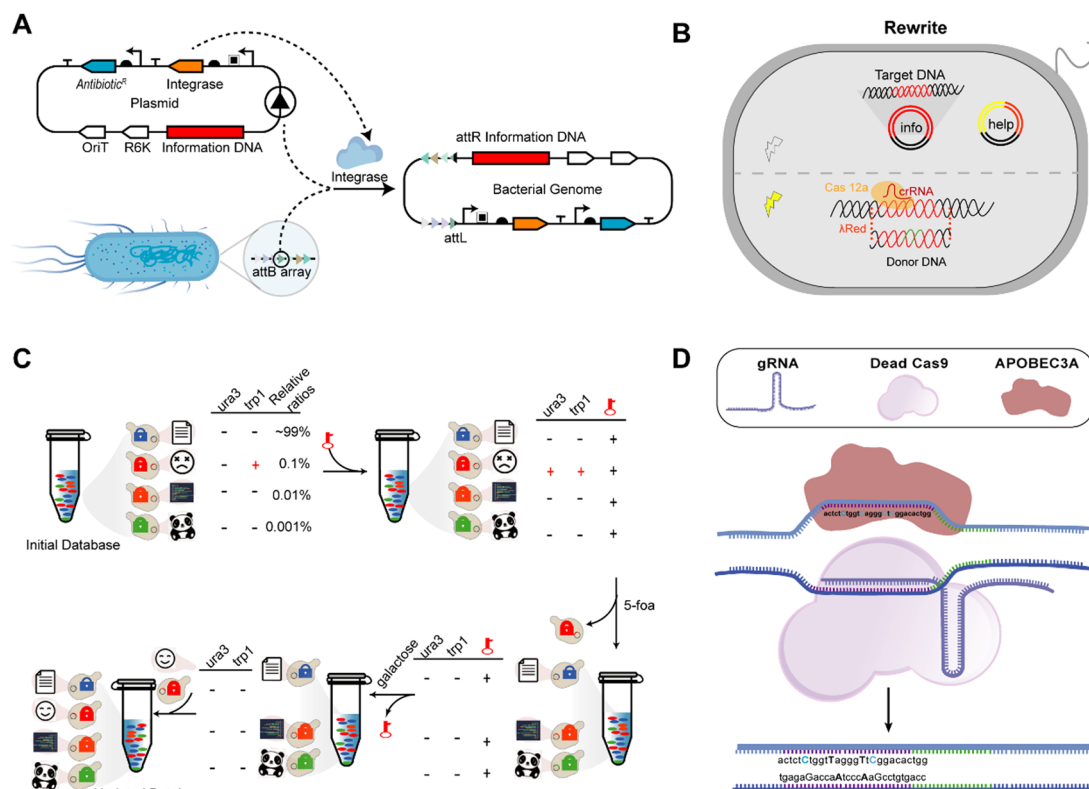 A
Antibiotic^R
Integrase
Plasmid
OriT
R6K
Information DNA
Integrase
attB array
attR Information DNA
Bacterial Genome
attL
B
Rewrite
Target DNA
info
help
Cas 12a
crRNA
λRed
Donor DNA
C
ura3
trp1
Relative
ratios
- - ~99%
- + 0.1%
- - 0.01%
- - 0.001%
Initial Database
ura3
trp1
- - +
+ + +
- - +
- - +
5-foa
ura3
trp1
- - +
- - +
- - +
galactose
ura3
trp1
- -
- -
- -
- -
D
gRNA
Dead Cas9
APOBEC3A
actct
tggt
aggg
t
ggacactgg
actctCtggtTagggTtCggacactgg
tgagaGaccaAtcccAaGcctgtgacc